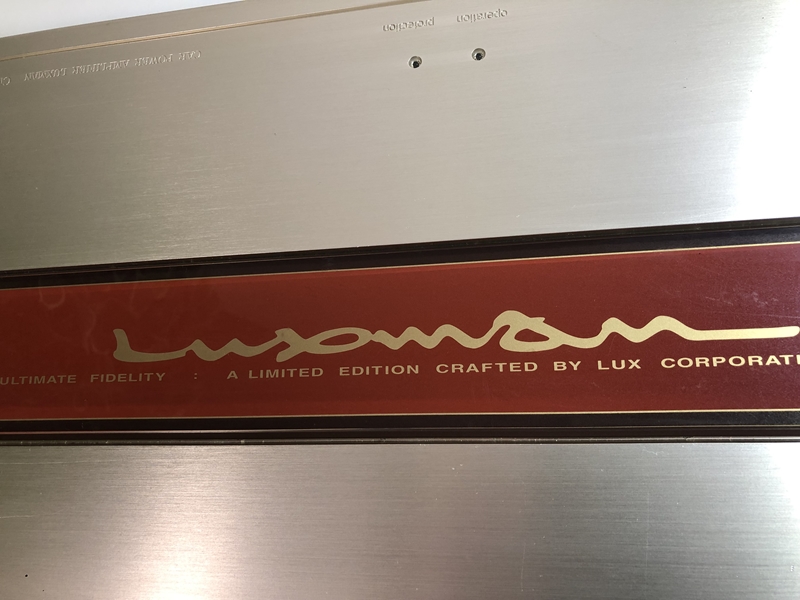 operation
protection
Luxman
ULTIMATE FIDELITY : A LIMITED EDITION CRAFTED BY LUX CORPORATI